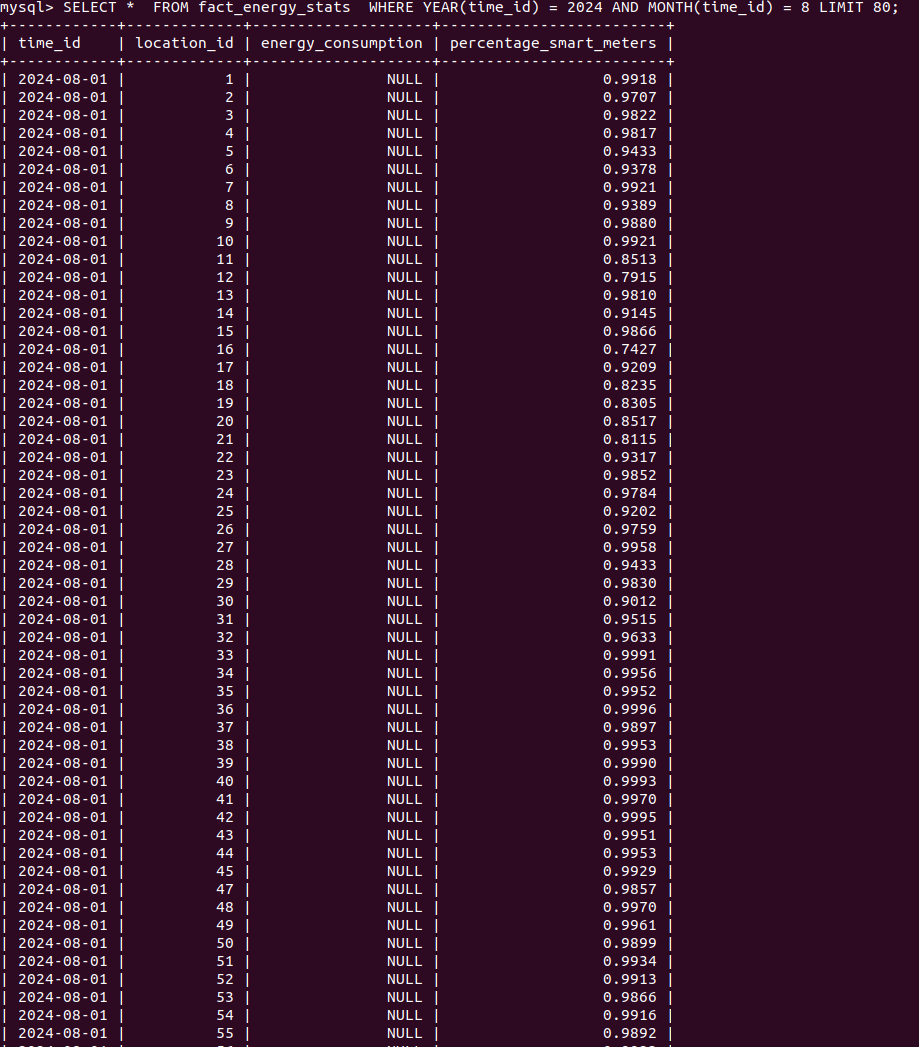 mysql> SELECT *  FROM fact_energy_stats  WHERE YEAR(time_id) = 2024 AND MONTH(time_id) = 8 LIMIT 80;
+------------+-------------+--------------------+-------------------------+
| time_id    | location_id | energy_consumption | percentage_smart_meters |
+------------+-------------+--------------------+-------------------------+
| 2024-08-01 |           1 |               NULL |                  0.9918 |
| 2024-08-01 |           2 |               NULL |                  0.9707 |
| 2024-08-01 |           3 |               NULL |                  0.9822 |
| 2024-08-01 |           4 |               NULL |                  0.9817 |
| 2024-08-01 |           5 |               NULL |                  0.9433 |
| 2024-08-01 |           6 |               NULL |                  0.9378 |
| 2024-08-01 |           7 |               NULL |                  0.9921 |
| 2024-08-01 |           8 |               NULL |                  0.9389 |
| 2024-08-01 |           9 |               NULL |                  0.9880 |
| 2024-08-01 |          10 |               NULL |                  0.9921 |
| 2024-08-01 |          11 |               NULL |                  0.8513 |
| 2024-08-01 |          12 |               NULL |                  0.7915 |
| 2024-08-01 |          13 |               NULL |                  0.9810 |
| 2024-08-01 |          14 |               NULL |                  0.9145 |
| 2024-08-01 |          15 |               NULL |                  0.9866 |
| 2024-08-01 |          16 |               NULL |                  0.7427 |
| 2024-08-01 |          17 |               NULL |                  0.9209 |
| 2024-08-01 |          18 |               NULL |                  0.8235 |
| 2024-08-01 |          19 |               NULL |                  0.8305 |
| 2024-08-01 |          20 |               NULL |                  0.8517 |
| 2024-08-01 |          21 |               NULL |                  0.8115 |
| 2024-08-01 |          22 |               NULL |                  0.9317 |
| 2024-08-01 |          23 |               NULL |                  0.9852 |
| 2024-08-01 |          24 |               NULL |                  0.9784 |
| 2024-08-01 |          25 |               NULL |                  0.9202 |
| 2024-08-01 |          26 |               NULL |                  0.9759 |
| 2024-08-01 |          27 |               NULL |                  0.9958 |
| 2024-08-01 |          28 |               NULL |                  0.9433 |
| 2024-08-01 |          29 |               NULL |                  0.9830 |
| 2024-08-01 |          30 |               NULL |                  0.9012 |
| 2024-08-01 |          31 |               NULL |                  0.9515 |
| 2024-08-01 |          32 |               NULL |                  0.9633 |
| 2024-08-01 |          33 |               NULL |                  0.9991 |
| 2024-08-01 |          34 |               NULL |                  0.9956 |
| 2024-08-01 |          35 |               NULL |                  0.9952 |
| 2024-08-01 |          36 |               NULL |                  0.9996 |
| 2024-08-01 |          37 |               NULL |                  0.9897 |
| 2024-08-01 |          38 |               NULL |                  0.9953 |
| 2024-08-01 |          39 |               NULL |                  0.9990 |
| 2024-08-01 |          40 |               NULL |                  0.9993 |
| 2024-08-01 |          41 |               NULL |                  0.9970 |
| 2024-08-01 |          42 |               NULL |                  0.9995 |
| 2024-08-01 |          43 |               NULL |                  0.9951 |
| 2024-08-01 |          44 |               NULL |                  0.9953 |
| 2024-08-01 |          45 |               NULL |                  0.9929 |
| 2024-08-01 |          47 |               NULL |                  0.9857 |
| 2024-08-01 |          48 |               NULL |                  0.9970 |
| 2024-08-01 |          49 |               NULL |                  0.9961 |
| 2024-08-01 |          50 |               NULL |                  0.9899 |
| 2024-08-01 |          51 |               NULL |                  0.9934 |
| 2024-08-01 |          52 |               NULL |                  0.9913 |
| 2024-08-01 |          53 |               NULL |                  0.9866 |
| 2024-08-01 |          54 |               NULL |                  0.9916 |
| 2024-08-01 |          55 |               NULL |                  0.9892 |